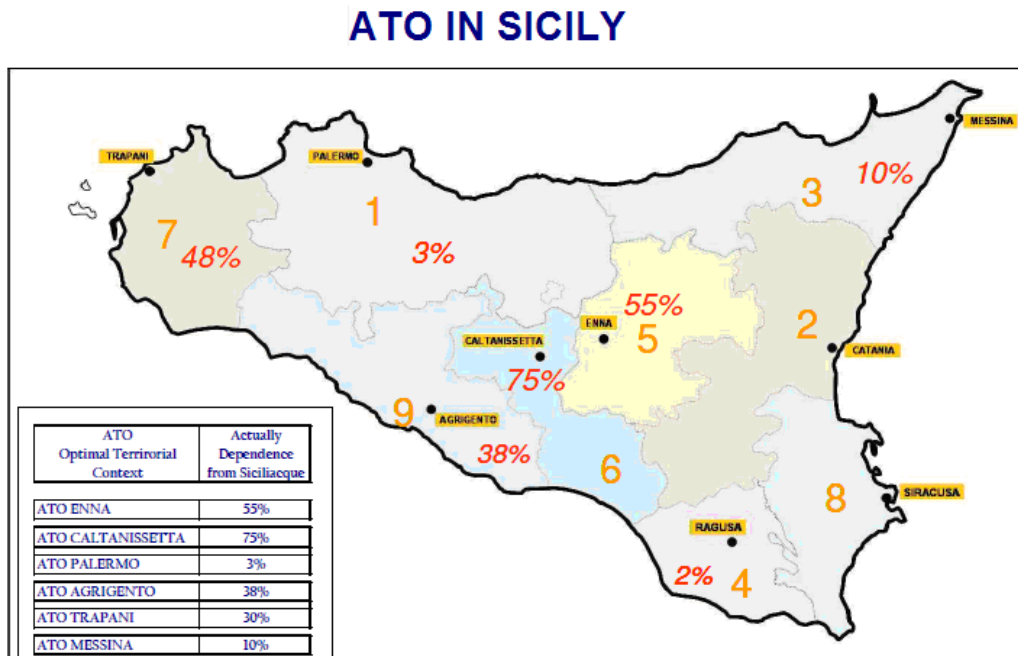 ATO IN SICILY
MESSINA
TRAPANI
PALERMO
10%
3
1
7
48%
3%
55%
ENNA
5
2
CALTANISSETTA
CATANIA
75%
9
AGRIGENTO
38%
6
8
SIRACUSA
RAGUSA
2%
4
ATO
Optimal Terrirorial
Context
Actually
Dependence
from Siciliacque
ATO ENNA 55%
ATO CALTANISSETTA 75%
ATO PALERMO 3%
ATO AGRIGENTO 38%
ATO TRAPANI 30%
ATO MESSINA 10%